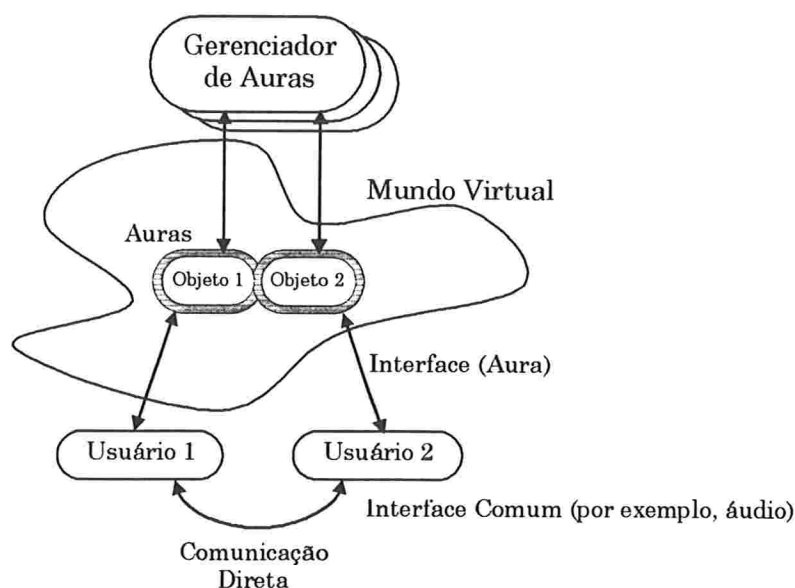 Gerenciador
de Auras
Mundo Virtual
Auras
Objeto 1
Objeto 2
Interface (Aura)
Usuário 1
Usuário 2
Interface Comum (por exemplo, áudio)
Comunicação
Direta